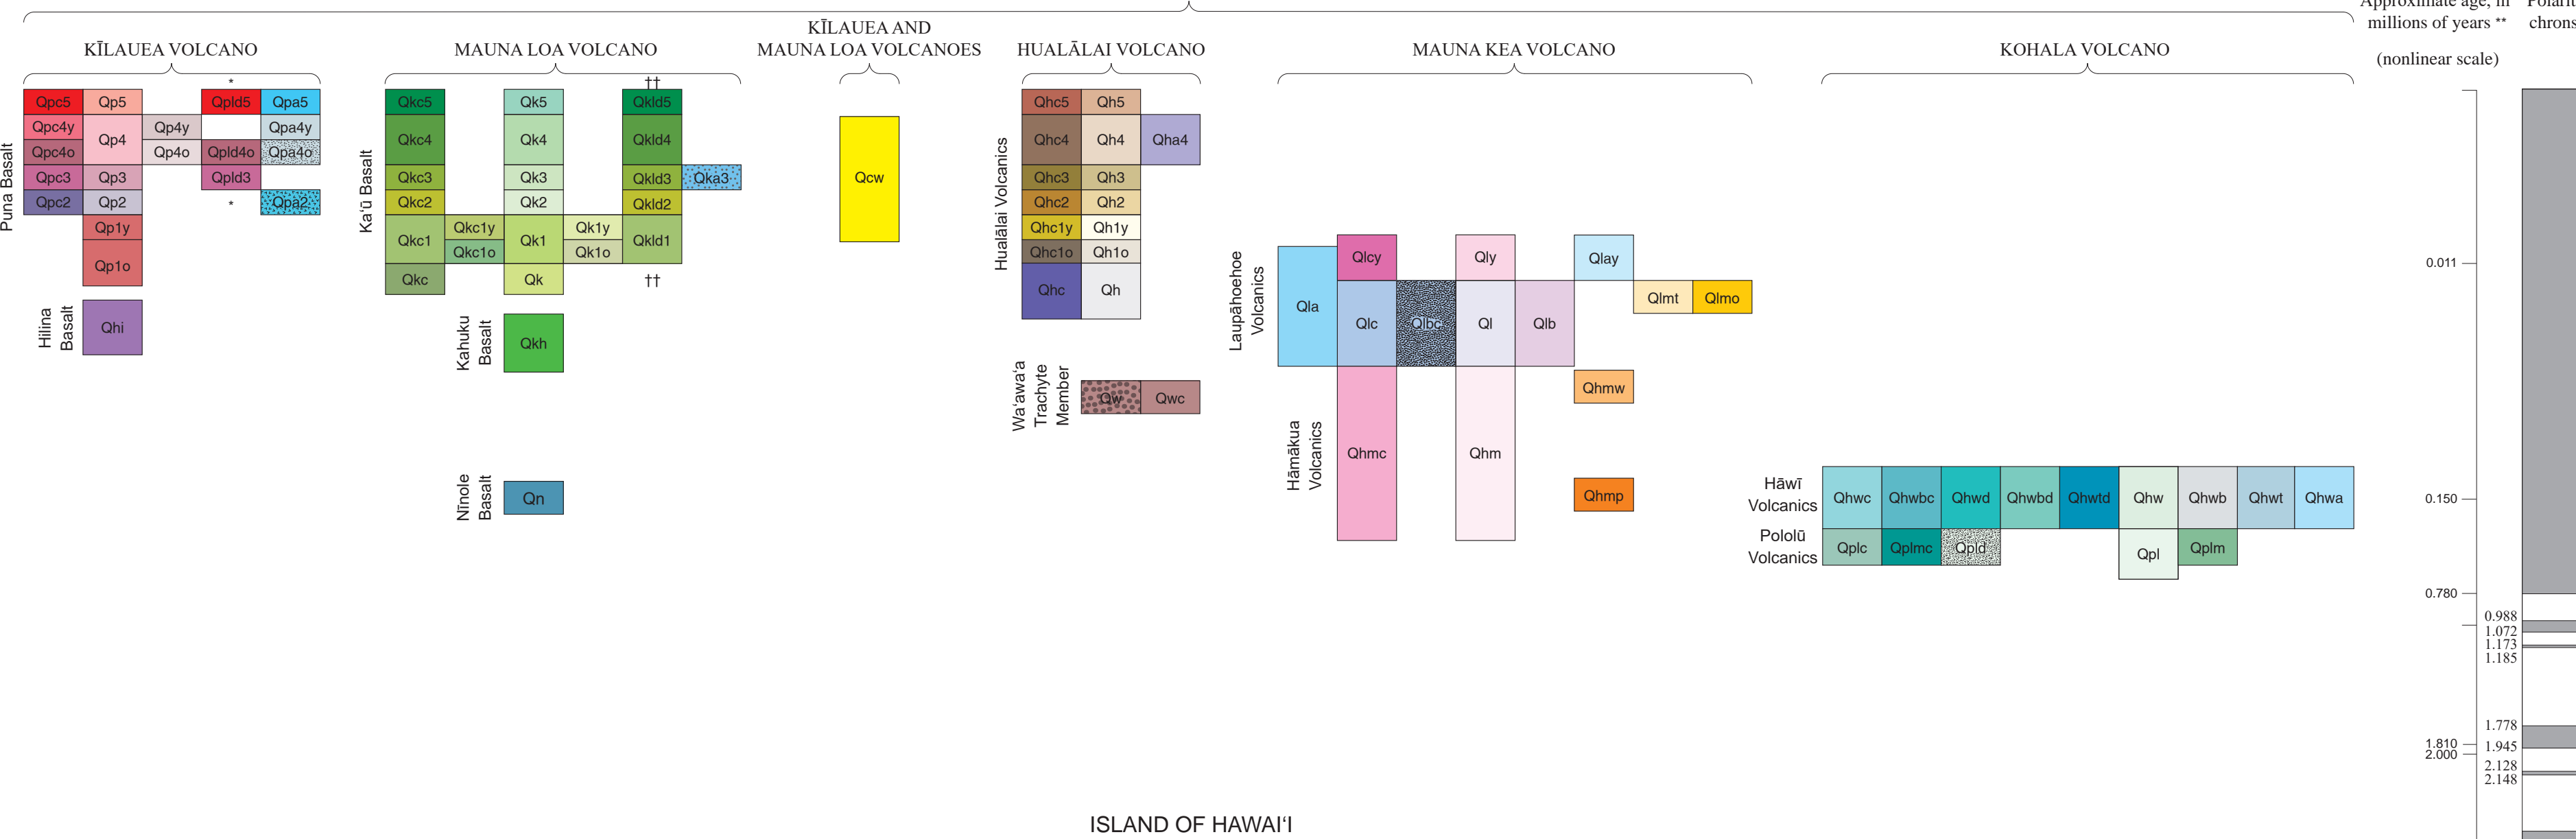 Approximate age, in
millions of years **
(nonlinear scale)
chrons
KĪLAUEA VOLCANO
MAUNA LOA VOLCANO
KĪLAUEA AND
MAUNA LOA VOLCANOES
HUALĀLAI VOLCANO
MAUNA KEA VOLCANO
KOHALA VOLCANO
Puna Basalt
*
Qpc5 Qp5 Qpld5 Qpa5
Qpc4y Qp4 Qp4y Qpa4y
Qpc4o Qp4o Qpld4o Qpa4o
Qpc3 Qp3 Qpld3
Qpc2 Qp2 * Qpa2
Qp1y
Qp1o
Hilina
Basalt
Qhi
Kaʻū Basalt
††
Qkc5 Qk5 Qkld5
Qkc4 Qk4 Qkld4
Qkc3 Qk3 Qkld3 Qka3
Qkc2 Qk2 Qkld2
Qkc1 Qkc1y Qk1 Qk1y Qkld1
Qkc1o Qk1o
Qkc Qk ††
Kahuku
Basalt
Qkh
Nīnole
Basalt
Qn
Qcw
Hualālai Volcanics
Qhc5 Qh5
Qhc4 Qh4 Qha4
Qhc3 Qh3
Qhc2 Qh2
Qhc1y Qh1y
Qhc1o Qh1o
Qhc Qh
Waʻawaʻa
Trachyte
Member
Qw Qwc
Laupāhoehoe
Volcanics
Qlcy Qly Qlay
Qla Qlc Qlbc Ql Qlb Qlmt Qlmo
Hāmākua
Volcanics
Qhmw
Qhmc Qhm
Qhmp
Hāwī
Volcanics
Qhwc Qhwbc Qhwd Qhwbd Qhwtd Qhw Qhwb Qhwt Qhwa
Pololū
Volcanics
Qplc Qplmc Qpld Qpl Qplm
0.011
0.150
0.780
0.988
1.072
1.173
1.185
1.778
1.810
1.945
2.000
2.128
2.148
ISLAND OF HAWAIʻI